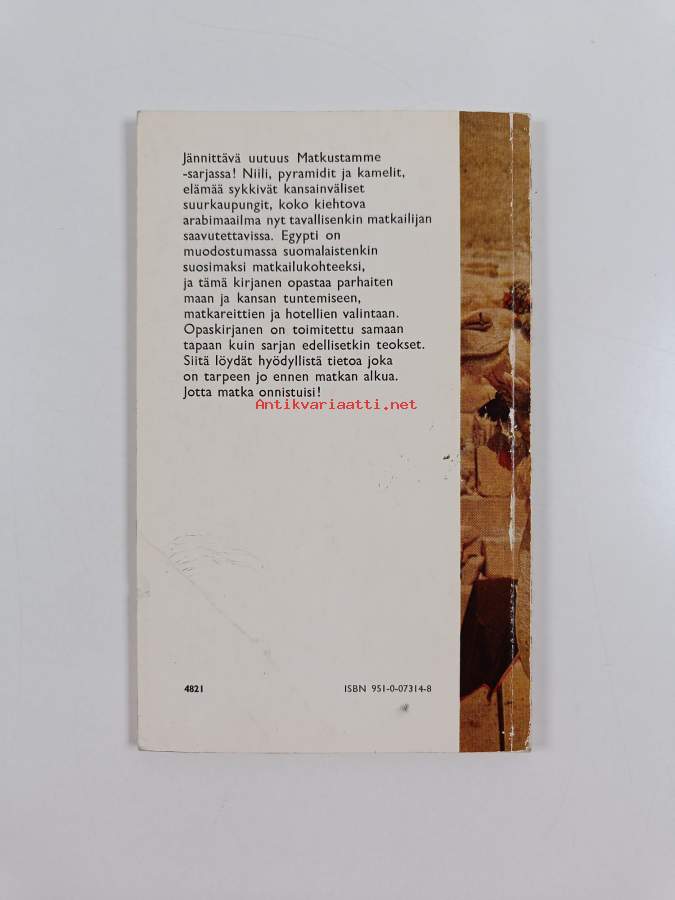 Jännittävä uutuus Matkustamme
-sarjassa! Niili, pyramidit ja kamelit,
elämää sykkivät kansainväliset
suurkaupungit, koko kiehtova
arabimaailma nyt tavallisenkin matkailijan
saavutettavissa. Egypti on
muodostumassa suomalaistenkin
suosimaksi matkailukohteeksi,
ja tämä kirjanen opastaa parhaiten
maan ja kansan tuntemiseen,
matkareittien ja hotellien valintaan.
Opaskirjanen on toimitettu samaan
tapaan kuin sarjan edellisetkin teokset.
Siitä löydät hyödyllistä tietoa joka
on tarpeen jo ennen matkan alkua.
Jotta matka onnistuisi!
Antikvariaatti.net
4821 ISBN 951-0-07314-8